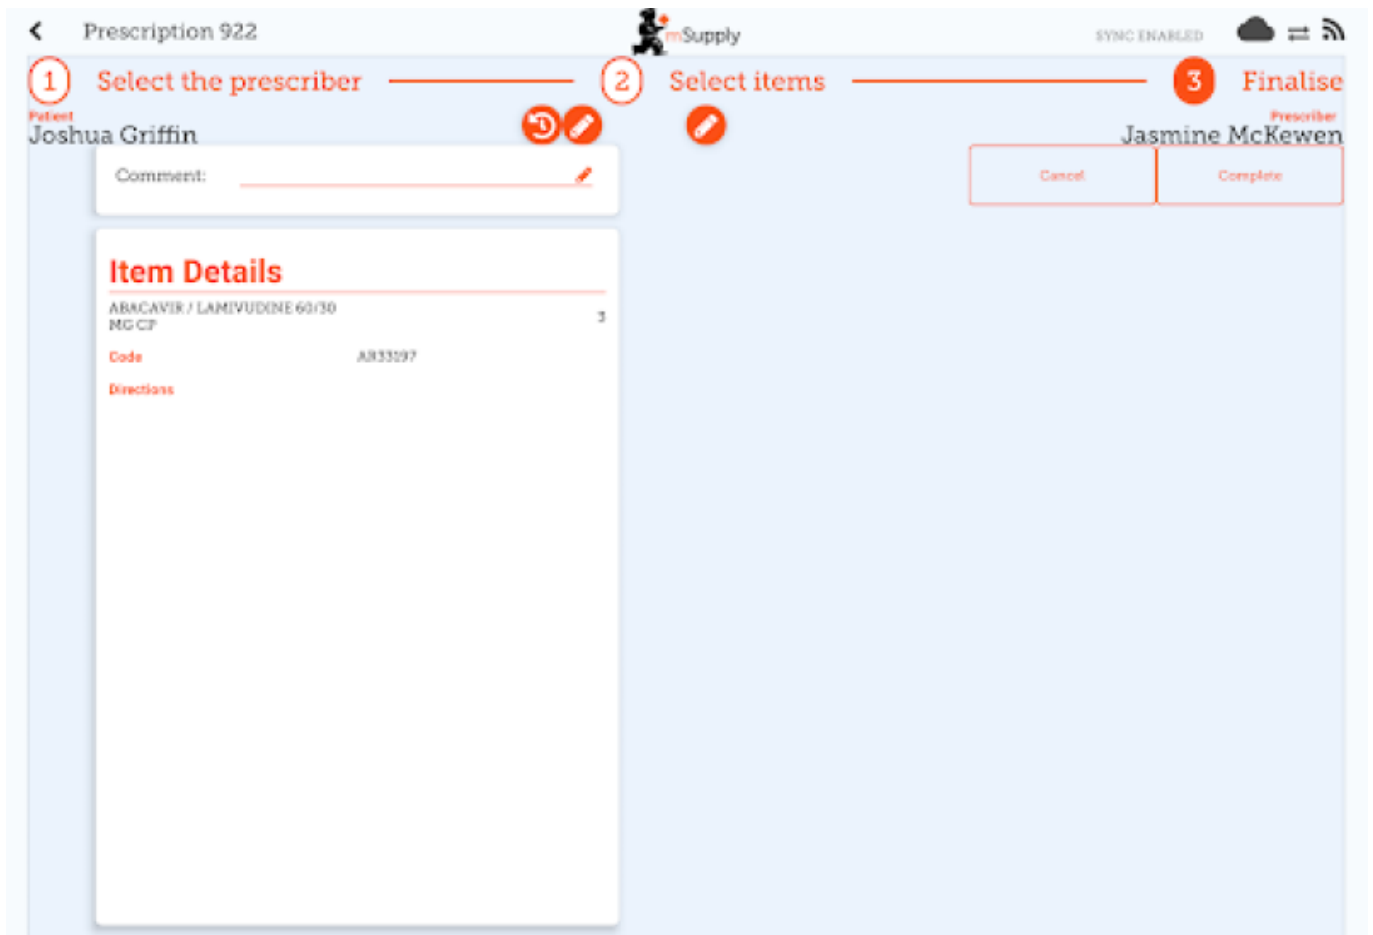 Prescription 922
mSupply
SYNC ENABLED
1 Select the prescriber
2 Select items
3 Finalise
Patient
Joshua Griffin
Prescriber
Jasmine McKewen
Comment:
Cancel
Complete
Item Details
ABACAVIR / LAMIVUDINE 60/30
MG CP
3
Code AR33197
Directions